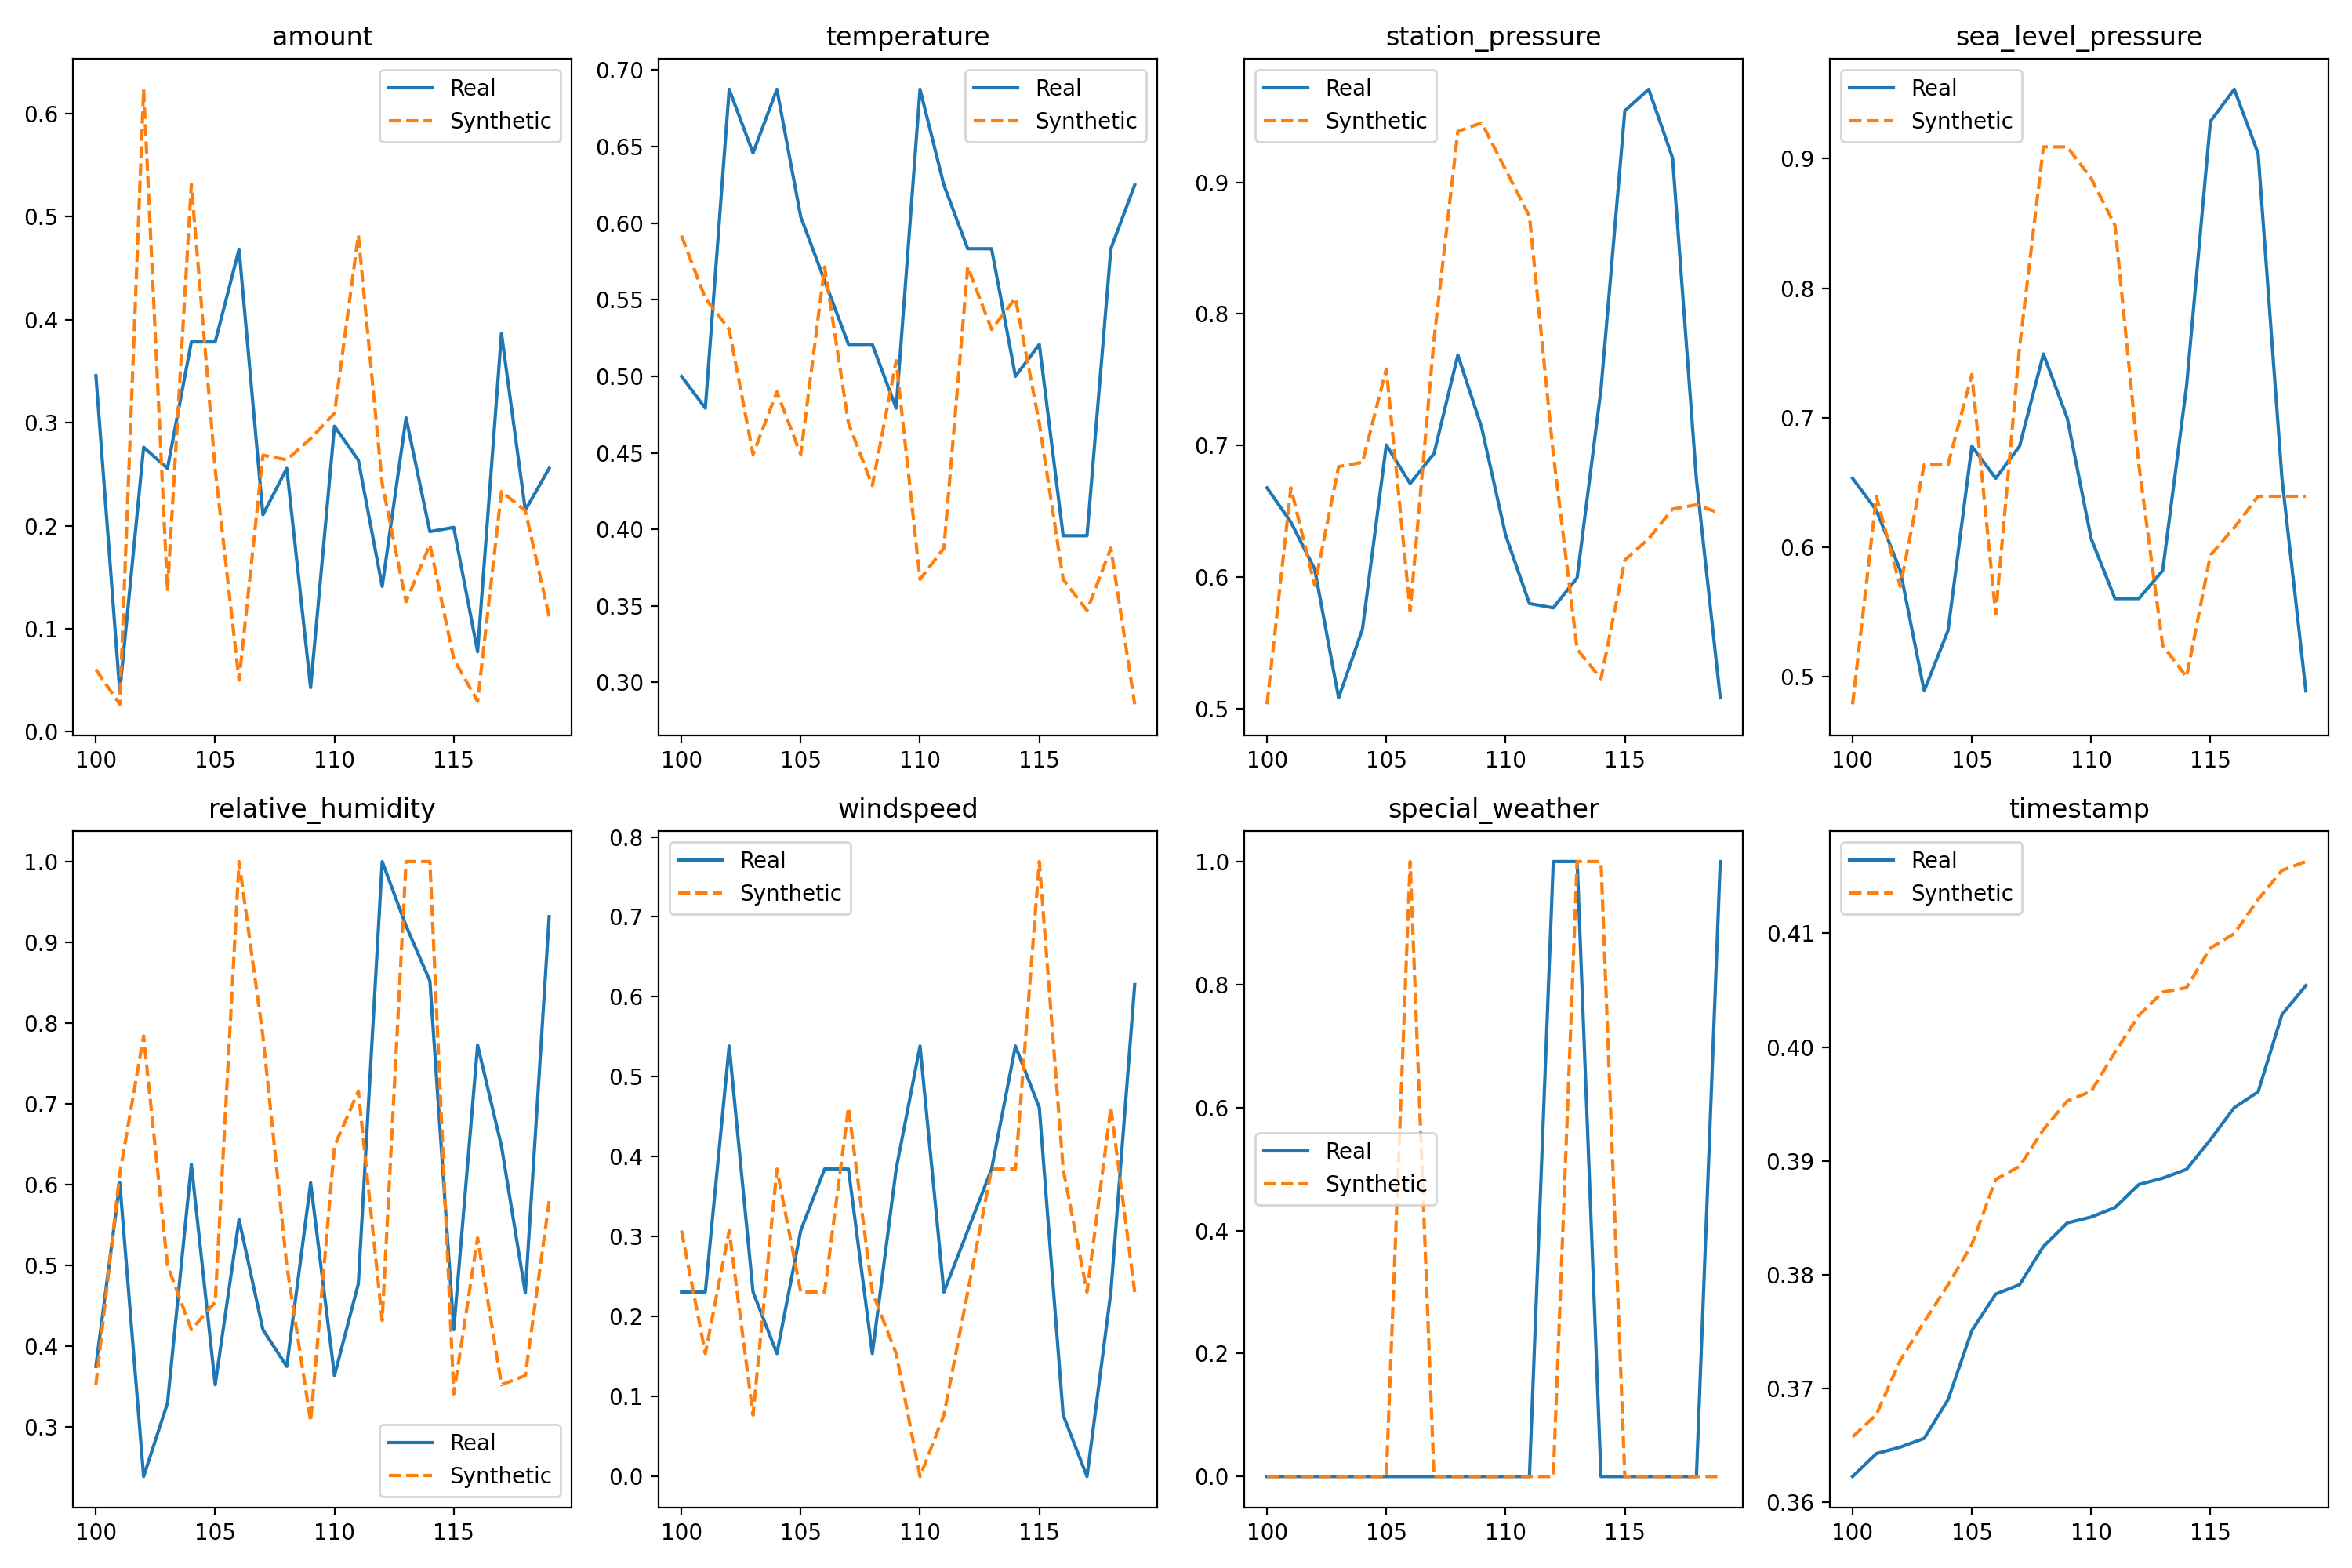 amount
0.6
0.5
0.4
0.3
0.2
0.1
0.0
100 105 110 115
Real
Synthetic
temperature
0.70
0.65
0.60
0.55
0.50
0.45
0.40
0.35
0.30
100 105 110 115
Real
Synthetic
station_pressure
0.9
0.8
0.7
0.6
0.5
100 105 110 115
Real
Synthetic
sea_level_pressure
0.9
0.8
0.7
0.6
0.5
100 105 110 115
Real
Synthetic
relative_humidity
1.0
0.9
0.8
0.7
0.6
0.5
0.4
0.3
100 105 110 115
Real
Synthetic
windspeed
0.8
0.7
0.6
0.5
0.4
0.3
0.2
0.1
0.0
100 105 110 115
Real
Synthetic
special_weather
1.0
0.8
0.6
0.4
0.2
0.0
100 105 110 115
Real
Synthetic
timestamp
0.41
0.40
0.39
0.38
0.37
0.36
100 105 110 115
Real
Synthetic